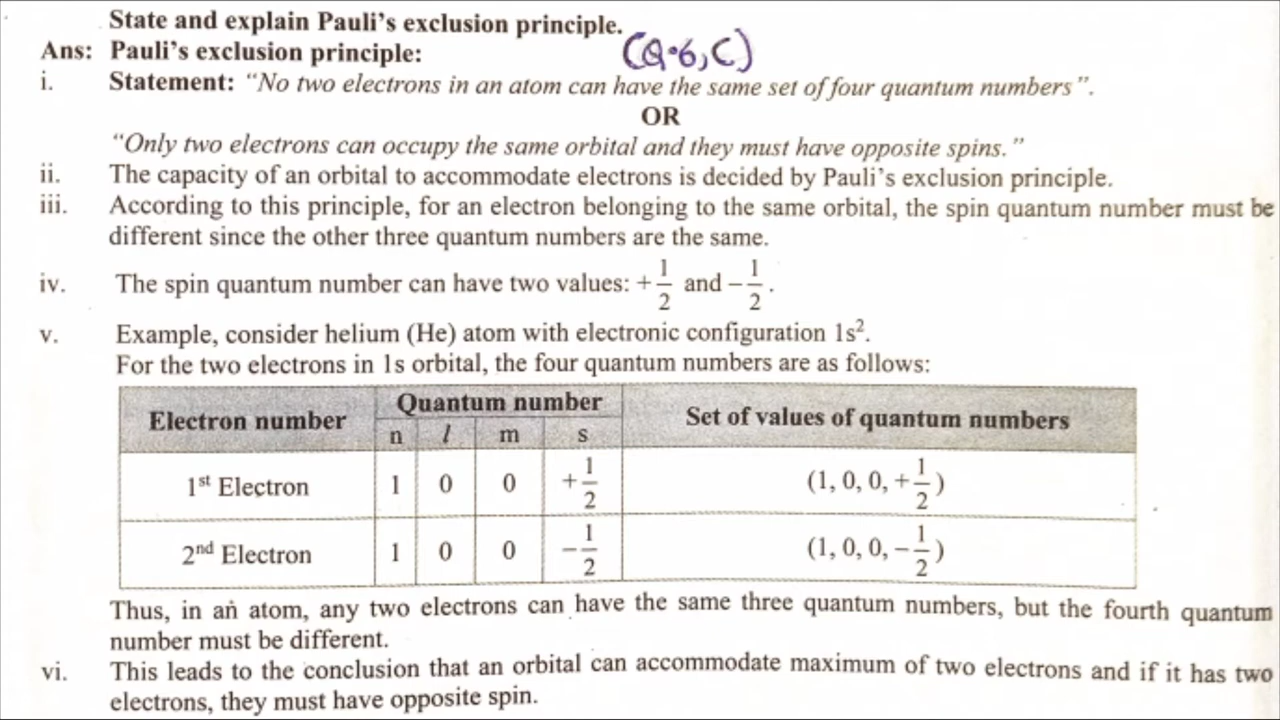 State and explain Pauli's exclusion principle.
Ans: Pauli's exclusion principle:
(Q.6,C)
i. Statement: "No two electrons in an atom can have the same set of four quantum numbers".
OR
"Only two electrons can occupy the same orbital and they must have opposite spins."
ii. The capacity of an orbital to accommodate electrons is decided by Pauli's exclusion principle.
iii. According to this principle, for an electron belonging to the same orbital, the spin quantum number must be
different since the other three quantum numbers are the same.
iv. The spin quantum number can have two values: +1/2 and −1/2.
v. Example, consider helium (He) atom with electronic configuration 1s².
For the two electrons in 1s orbital, the four quantum numbers are as follows:
Electron number Quantum number Set of values of quantum numbers
n l m s
1st Electron 1 0 0 +1/2 (1, 0, 0, +1/2)
2nd Electron 1 0 0 −1/2 (1, 0, 0, −1/2)
Thus, in an atom, any two electrons can have the same three quantum numbers, but the fourth quantum
number must be different.
vi. This leads to the conclusion that an orbital can accommodate maximum of two electrons and if it has two
electrons, they must have opposite spin.